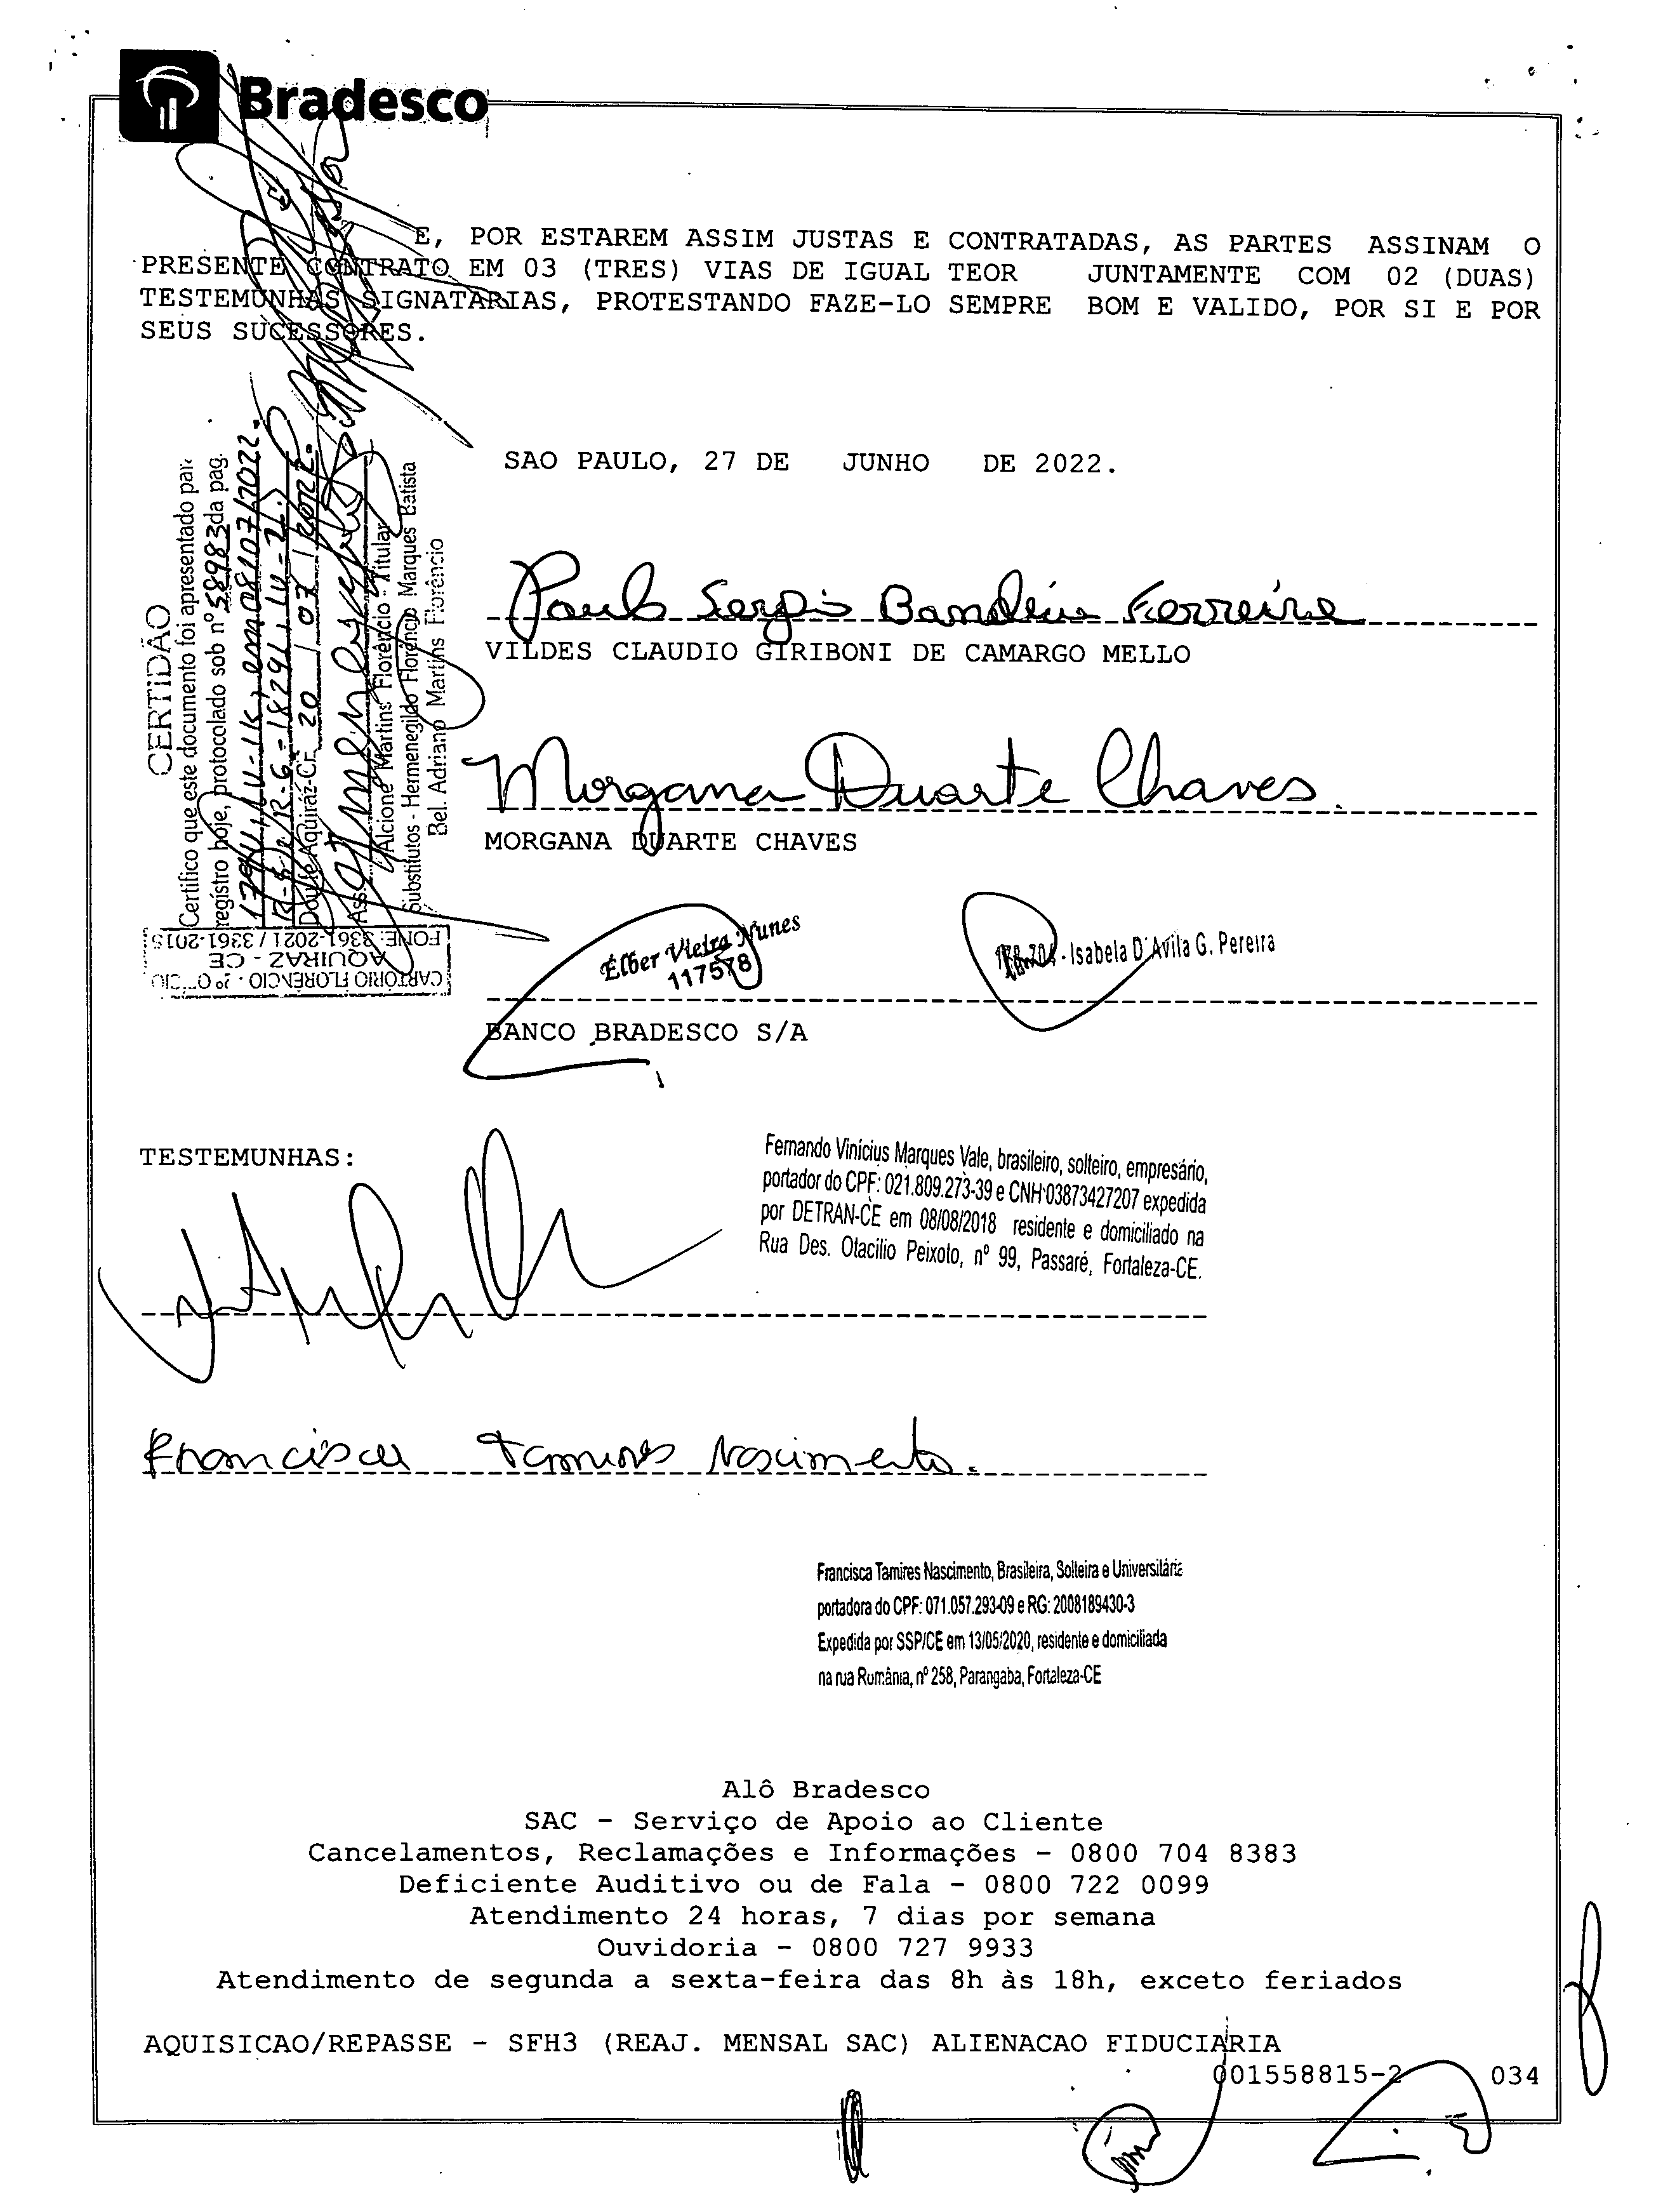 Bradesco
E, POR ESTAREM ASSIM JUSTAS E CONTRATADAS, AS PARTES ASSINAM O
PRESENTE CONTRATO EM 03 (TRES) VIAS DE IGUAL TEOR JUNTAMENTE COM 02 (DUAS)
TESTEMUNHAS SIGNATARIAS, PROTESTANDO FAZE-LO SEMPRE BOM E VALIDO, POR SI E POR
SEUS SUCESSORES.
SAO PAULO, 27 DE JUNHO DE 2022.
CERTIDÃO
Certifico que este documento foi apresentado par
registro hoje, protocolado sob nº 58983 da pag.
em 08/07/2022.
Dou fé Aquiraz-Ce 20 / 07 / 2022.
Ass.
Alcione Martins Florêncio - Titular
Substitutos - Hermenegildo Florêncio Marques Batista
Bel. Adriano Martins Florêncio
CARTÓRIO FLORÊNCIO - 2º OFÍCIO
AQUIRAZ - CE
FONE: 3361-2021 / 3361-2015
Paulo Sergio Bandeira Ferreira
VILDES CLAUDIO GIRIBONI DE CAMARGO MELLO
Morgana Duarte Chaves.
MORGANA DUARTE CHAVES
Élber Vieira Nunes
117578
- Isabela D'Avila G. Pereira
BANCO BRADESCO S/A
TESTEMUNHAS:
Fernando Vinícius Marques Vale, brasileiro, solteiro, empresário,
portador do CPF: 021.809.273-39 e CNH:03873427207 expedida
por DETRAN-CE em 08/08/2018 residente e domiciliado na
Rua Des. Otacílio Peixoto, nº 99, Passaré, Fortaleza-CE.
Francisca Tamires Nascimento.
Francisca Tamires Nascimento, Brasileira, Solteira e Universitária
portadora do CPF: 071.057.293-09 e RG: 2008189430-3
Expedida por SSP/CE em 13/05/2020, residente e domiciliada
na rua Rumânia, nº 258, Parangaba, Fortaleza-CE
Alô Bradesco
SAC - Serviço de Apoio ao Cliente
Cancelamentos, Reclamações e Informações - 0800 704 8383
Deficiente Auditivo ou de Fala - 0800 722 0099
Atendimento 24 horas, 7 dias por semana
Ouvidoria - 0800 727 9933
Atendimento de segunda a sexta-feira das 8h às 18h, exceto feriados
AQUISICAO/REPASSE - SFH3 (REAJ. MENSAL SAC) ALIENACAO FIDUCIARIA
001558815-2 034